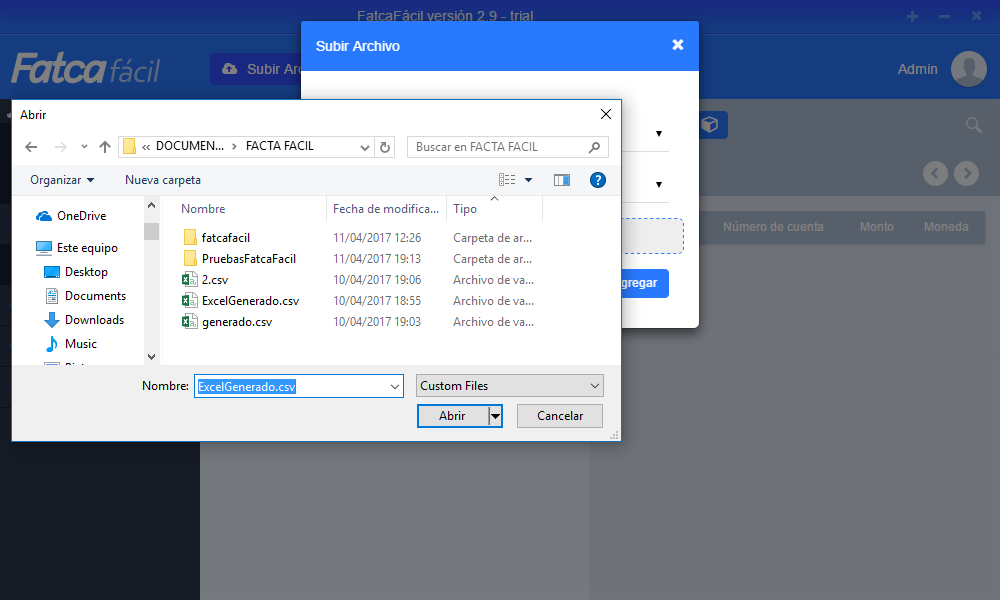 FatcaFácil versión 2.9 - trial
Fatca fácil
Subir Ar
Subir Archivo
Admin
Abrir
« DOCUMEN... > FACTA FACIL
Buscar en FACTA FACIL
Organizar
Nueva carpeta
OneDrive
Este equipo
Desktop
Documents
Downloads
Music
Nombre Fecha de modifica... Tipo
fatcafacil 11/04/2017 12:26 Carpeta de ar...
PruebasFatcaFacil 11/04/2017 19:13 Carpeta de ar...
2.csv 10/04/2017 19:06 Archivo de va...
ExcelGenerado.csv 10/04/2017 18:55 Archivo de va...
generado.csv 10/04/2017 19:03 Archivo de va...
Nombre: ExcelGenerado.csv
Custom Files
Abrir
Cancelar
gregar
Número de cuenta Monto Moneda